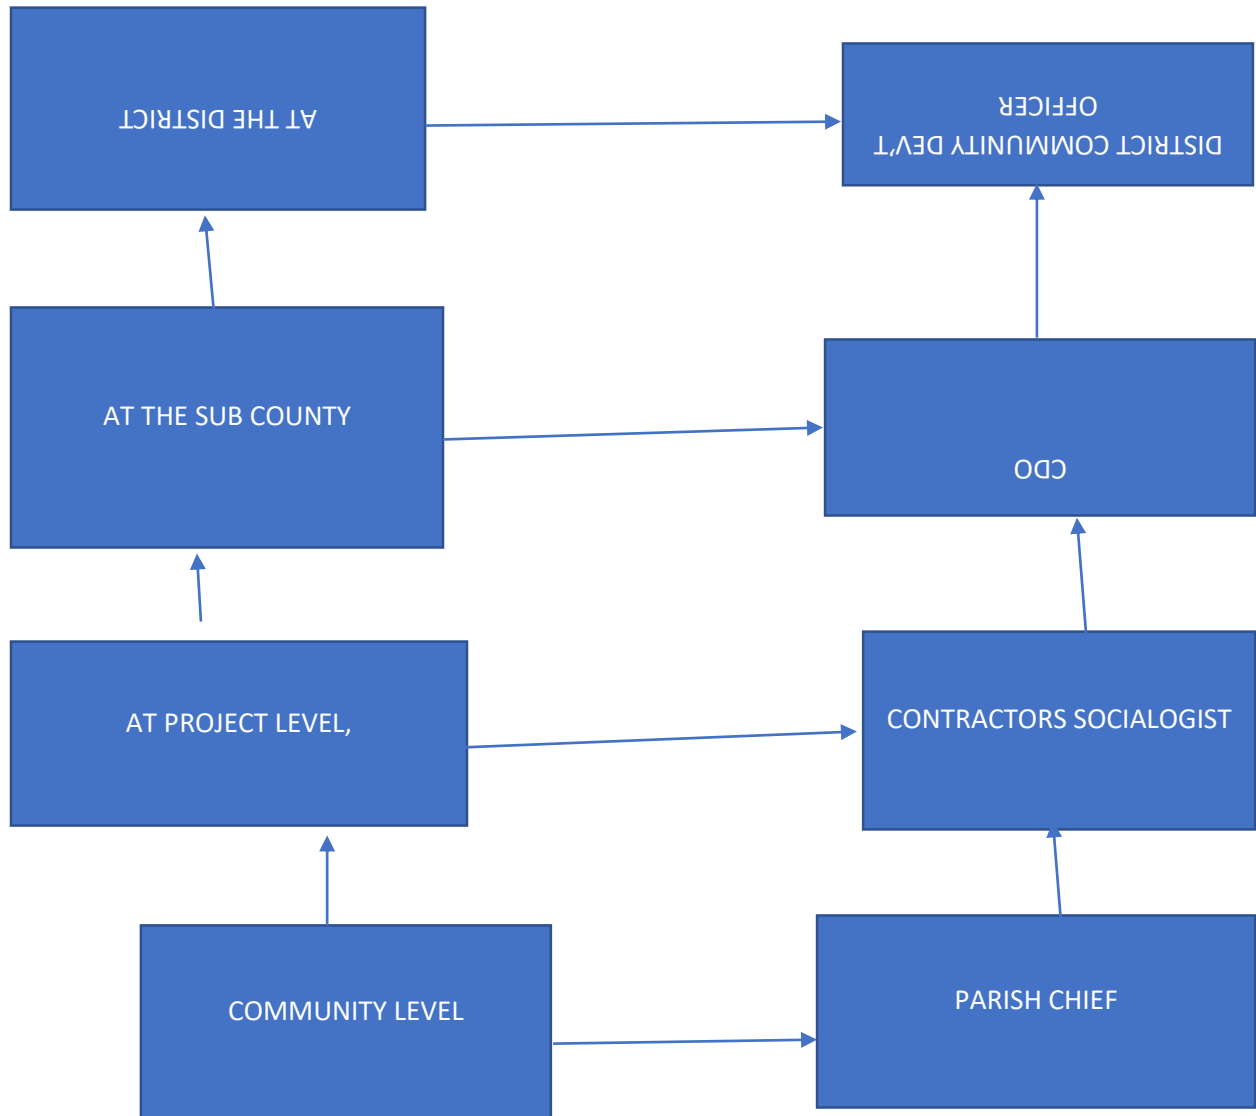 AT THE DISTRICT
DISTRICT COMMUNITY DEV'T
OFFICER
AT THE SUB COUNTY
CDO
AT PROJECT LEVEL,
CONTRACTORS SOCIALOGIST
COMMUNITY LEVEL
PARISH CHIEF